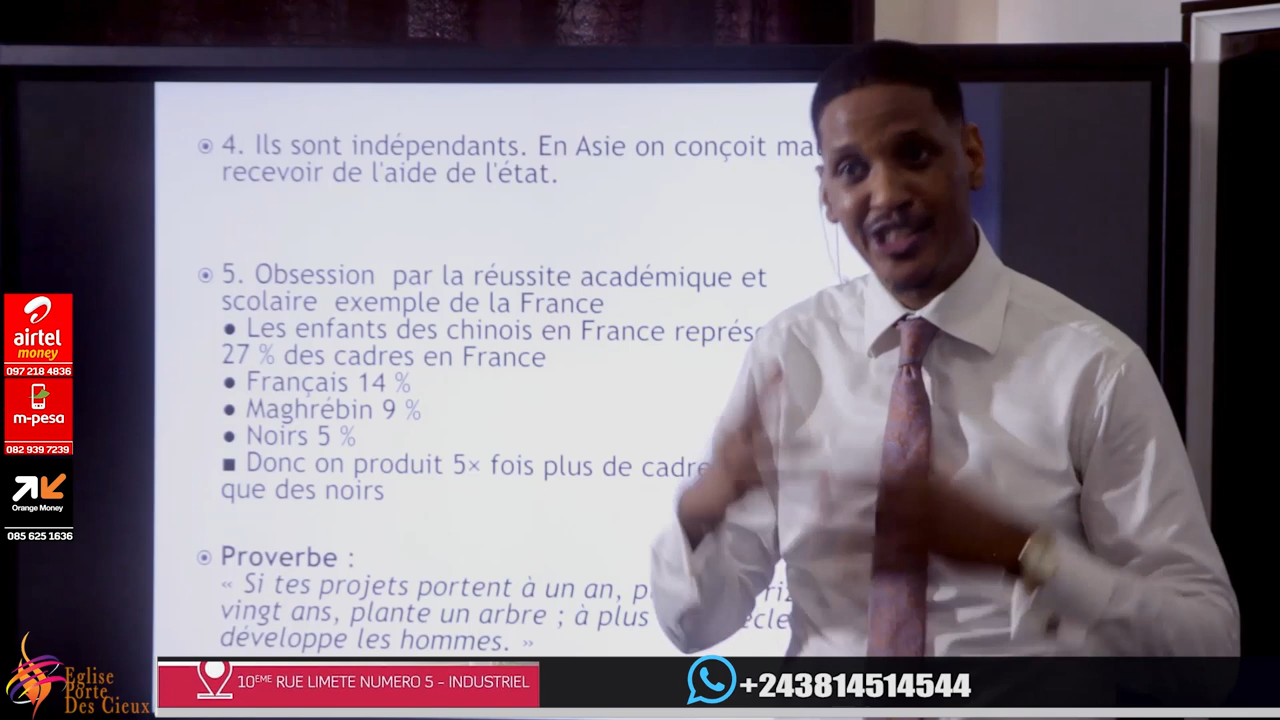 4. Ils sont indépendants. En Asie on conçoit
recevoir de l'aide de l'état.
5. Obsession par la réussite académique et
scolaire exemple de la France
Les enfants des chinois en France
27 % des cadres en France
Français 14 %
Maghrébin 9 %
Noirs 5 %
Donc on produit 5× fois plus de
que des noirs
Proverbe :
« Si tes projets portent à un an,
vingt ans, plante un arbre ; à plus
développe les hommes. »
airtel
money
097 218 4836
m-pesa
082 939 7239
Orange Money
085 625 1636
Eglise
Porte
Des Cieux
10EME RUE LIMETE NUMERO 5 - INDUSTRIEL
+243814514544